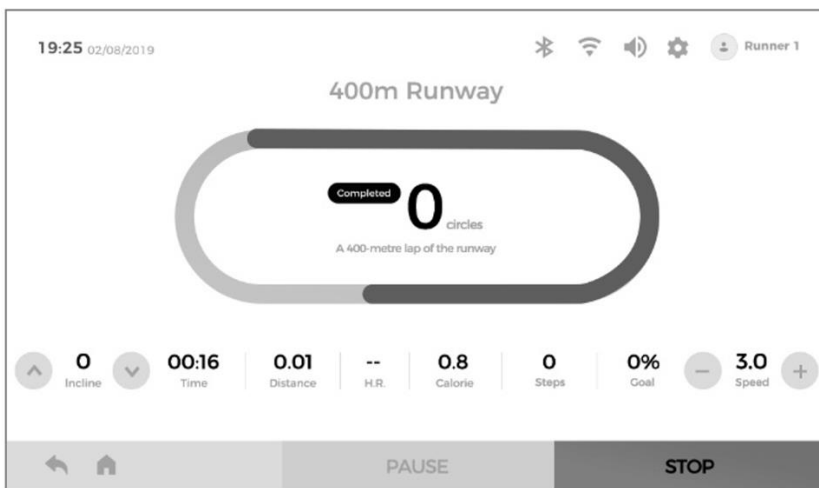 19:25 02/08/2019 Runner 1
400m Runway
Completed 0 circles
A 400-metre lap of the runway
0 00:16 0.01 -- 0.8 0 0% 3.0
Incline Time Distance H.R. Calorie Steps Goal Speed
PAUSE STOP